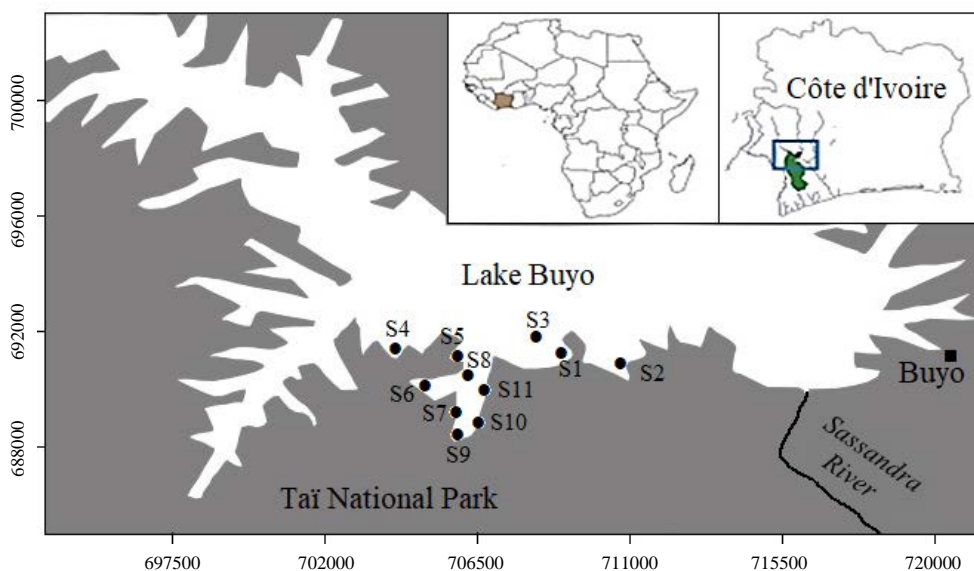 Côte d'Ivoire
700000
696000
692000
688000
Lake Buyo
S3
S4
S5
S1
S8
S2
Buyo
S6
S11
S7
S10
S9
Sassandra
River
Taï National Park
697500
702000
706500
711000
715500
720000